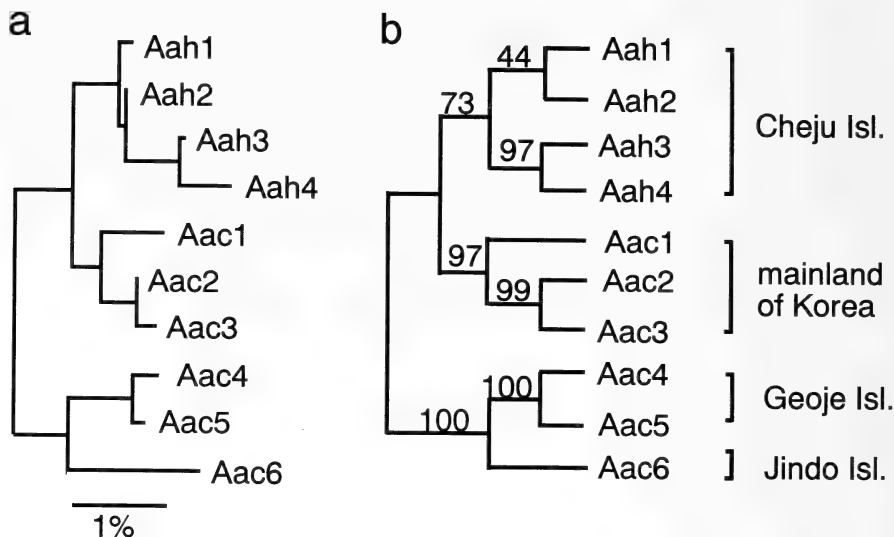 a
Aah1
Aah2
Aah3
Aah4
Aac1
Aac2
Aac3
Aac4
Aac5
Aac6
1%
b
44
73
97
97
99
100
100
Aah1
Aah2
Aah3
Aah4
Aac1
Aac2
Aac3
Aac4
Aac5
Aac6
Cheju Isl.
mainland
of Korea
Geoje Isl.
Jindo Isl.